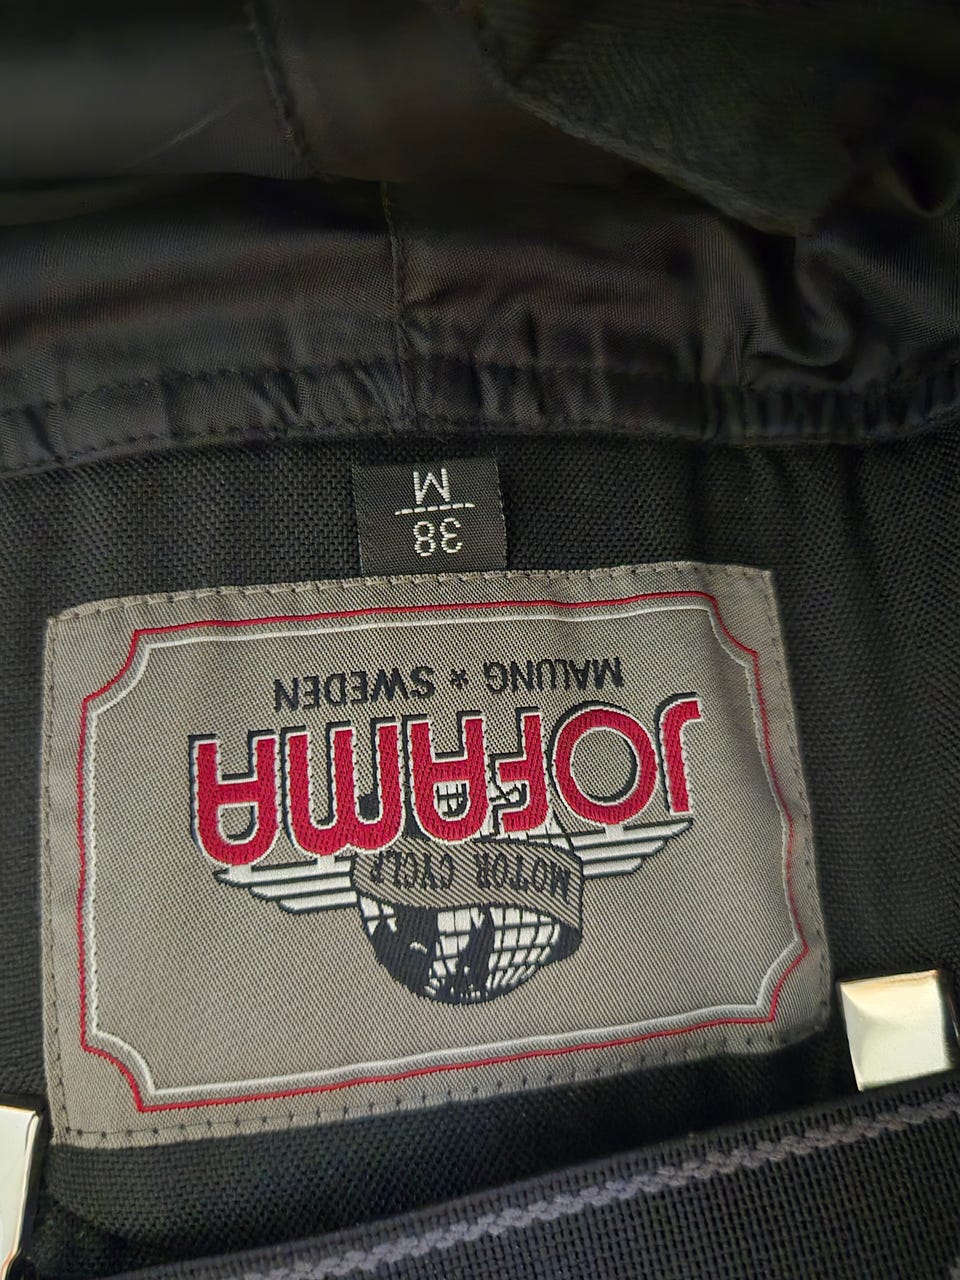 MOTOR CYCLE
JOFAMA
MALUNG * SWEDEN
38
M